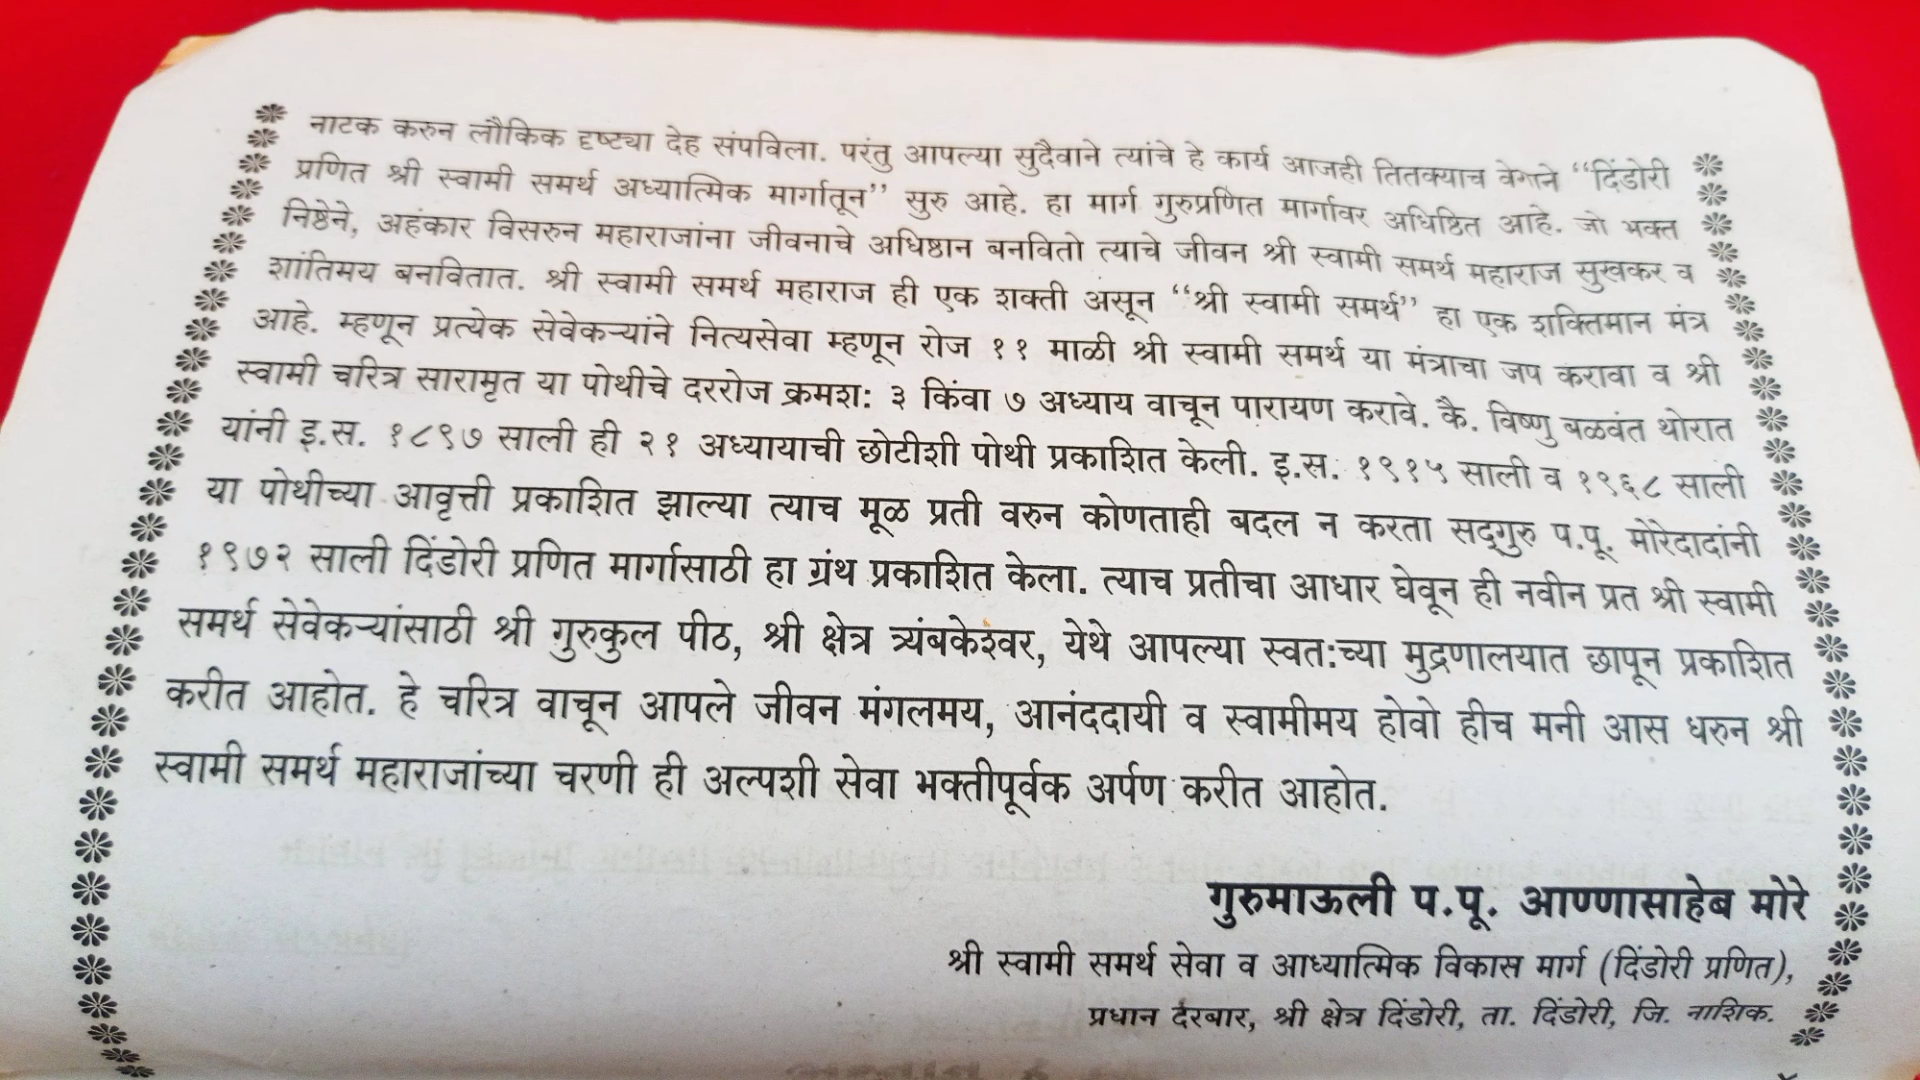 नाटक करुन लौकिक दृष्ट्या देह संपविला. परंतु आपल्या सुदैवाने त्यांचे हे कार्य आजही तितक्याच वेगाने “दिंडोरी
प्रणित श्री स्वामी समर्थ अध्यात्मिक मार्गातून” सुरु आहे. हा मार्ग गुरुप्रणित मार्गावर अधिष्ठित आहे. जो भक्त
निष्ठेने, अहंकार विसरुन महाराजांना जीवनाचे अधिष्ठान बनवितो त्याचे जीवन श्री स्वामी समर्थ महाराज सुखकर व
शांतिमय बनवितात. श्री स्वामी समर्थ महाराज ही एक शक्ती असून “श्री स्वामी समर्थ” हा एक शक्तिमान मंत्र
आहे. म्हणून प्रत्येक सेवेकऱ्यांने नित्यसेवा म्हणून रोज ११ माळी श्री स्वामी समर्थ या मंत्राचा जप करावा व श्री
स्वामी चरित्र सारामृत या पोथीचे दररोज क्रमश: ३ किंवा ७ अध्याय वाचून पारायण करावे. कै. विष्णु बळवंत थोरात
यांनी इ.स. १८९७ साली ही २१ अध्यायाची छोटीशी पोथी प्रकाशित केली. इ.स. १९१५ साली व १९६८ साली
या पोथीच्या आवृत्ती प्रकाशित झाल्या त्याच मूळ प्रती वरुन कोणताही बदल न करता सद्‌गुरु प.पू. मोरेदादांनी
१९७२ साली दिंडोरी प्रणित मार्गासाठी हा ग्रंथ प्रकाशित केला. त्याच प्रतीचा आधार घेवून ही नवीन प्रत श्री स्वामी
समर्थ सेवेकऱ्यांसाठी श्री गुरुकुल पीठ, श्री क्षेत्र त्र्यंबकेश्वर, येथे आपल्या स्वत:च्या मुद्रणालयात छापून प्रकाशित
करीत आहोत. हे चरित्र वाचून आपले जीवन मंगलमय, आनंददायी व स्वामीमय होवो हीच मनी आस धरुन श्री
स्वामी समर्थ महाराजांच्या चरणी ही अल्पशी सेवा भक्तीपूर्वक अर्पण करीत आहोत.
गुरुमाऊली प.पू. आण्णासाहेब मोरे
श्री स्वामी समर्थ सेवा व आध्यात्मिक विकास मार्ग (दिंडोरी प्रणित),
प्रधान दरबार, श्री क्षेत्र दिंडोरी, ता. दिंडोरी, जि. नाशिक.